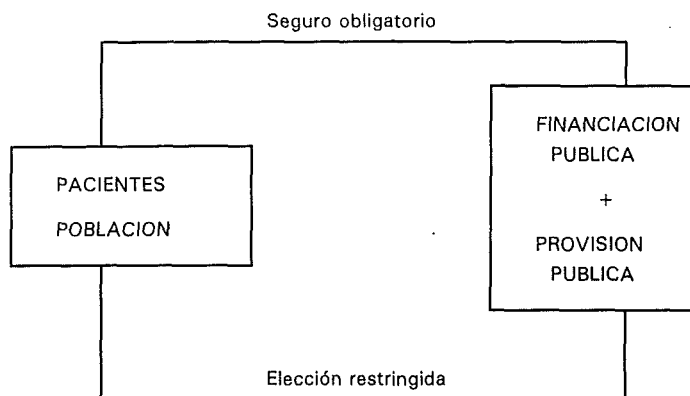 Seguro obligatorio
PACIENTES
POBLACION
FINANCIACION
PUBLICA
+
PROVISION
PUBLICA
Elección restringida